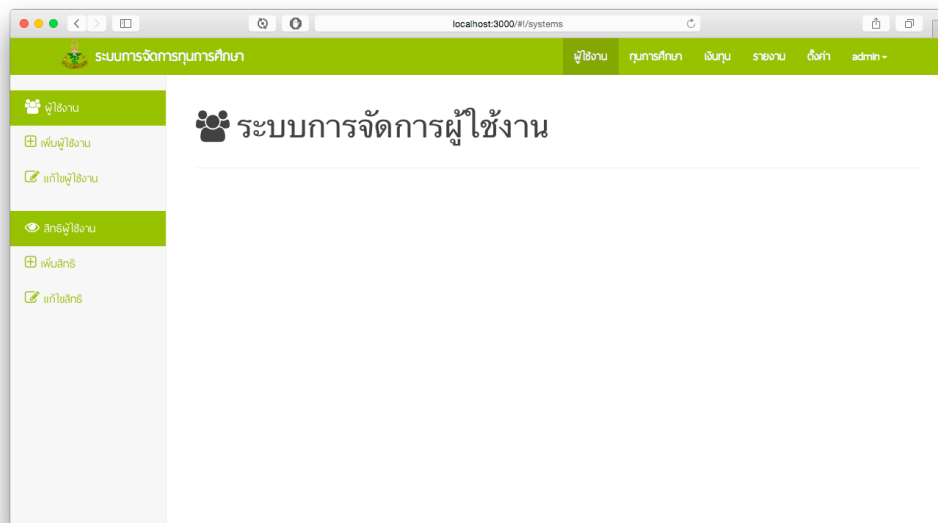 localhost:3000/#!/systems
ระบบการจัดการทุนการศึกษา
ผู้ใช้งาน ทุนการศึกษา เงินทุน รายงาน ตั้งค่า admin
ผู้ใช้งาน
เพิ่มผู้ใช้งาน
แก้ไขผู้ใช้งาน
สิทธิผู้ใช้งาน
เพิ่มสิทธิ
แก้ไขสิทธิ
ระบบการจัดการผู้ใช้งาน